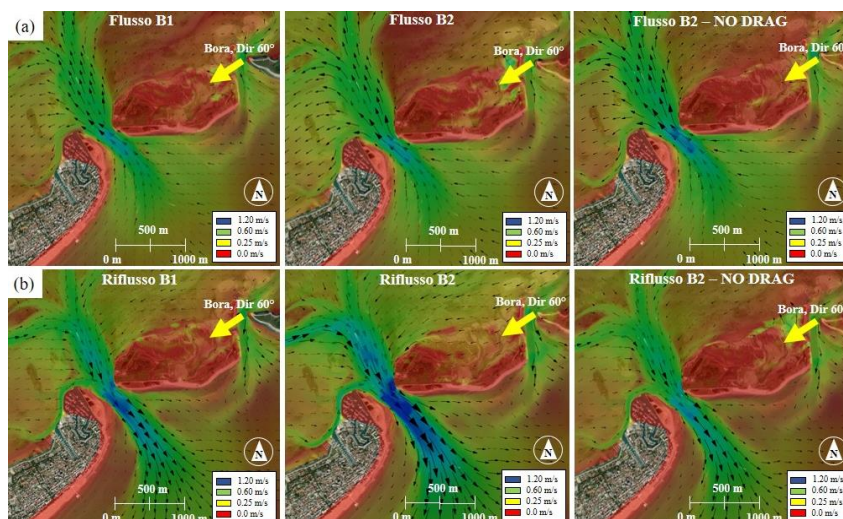 (a)
Flusso B1
Bora, Dir 60°
N
500 m
0 m
1000 m
1.20 m/s
0.60 m/s
0.25 m/s
0.0 m/s
Flusso B2
Bora, Dir 60°
N
500 m
0 m
1000 m
1.20 m/s
0.60 m/s
0.25 m/s
0.0 m/s
Flusso B2 – NO DRAG
Bora, Dir 60°
N
500 m
0 m
1000 m
1.20 m/s
0.60 m/s
0.25 m/s
0.0 m/s
(b)
Riflusso B1
Bora, Dir 60°
N
500 m
0 m
1000 m
1.20 m/s
0.60 m/s
0.25 m/s
0.0 m/s
Riflusso B2
Bora, Dir 60°
N
500 m
0 m
1000 m
1.20 m/s
0.60 m/s
0.25 m/s
0.0 m/s
Riflusso B2 – NO DRAG
Bora, Dir 60°
N
500 m
0 m
1000 m
1.20 m/s
0.60 m/s
0.25 m/s
0.0 m/s